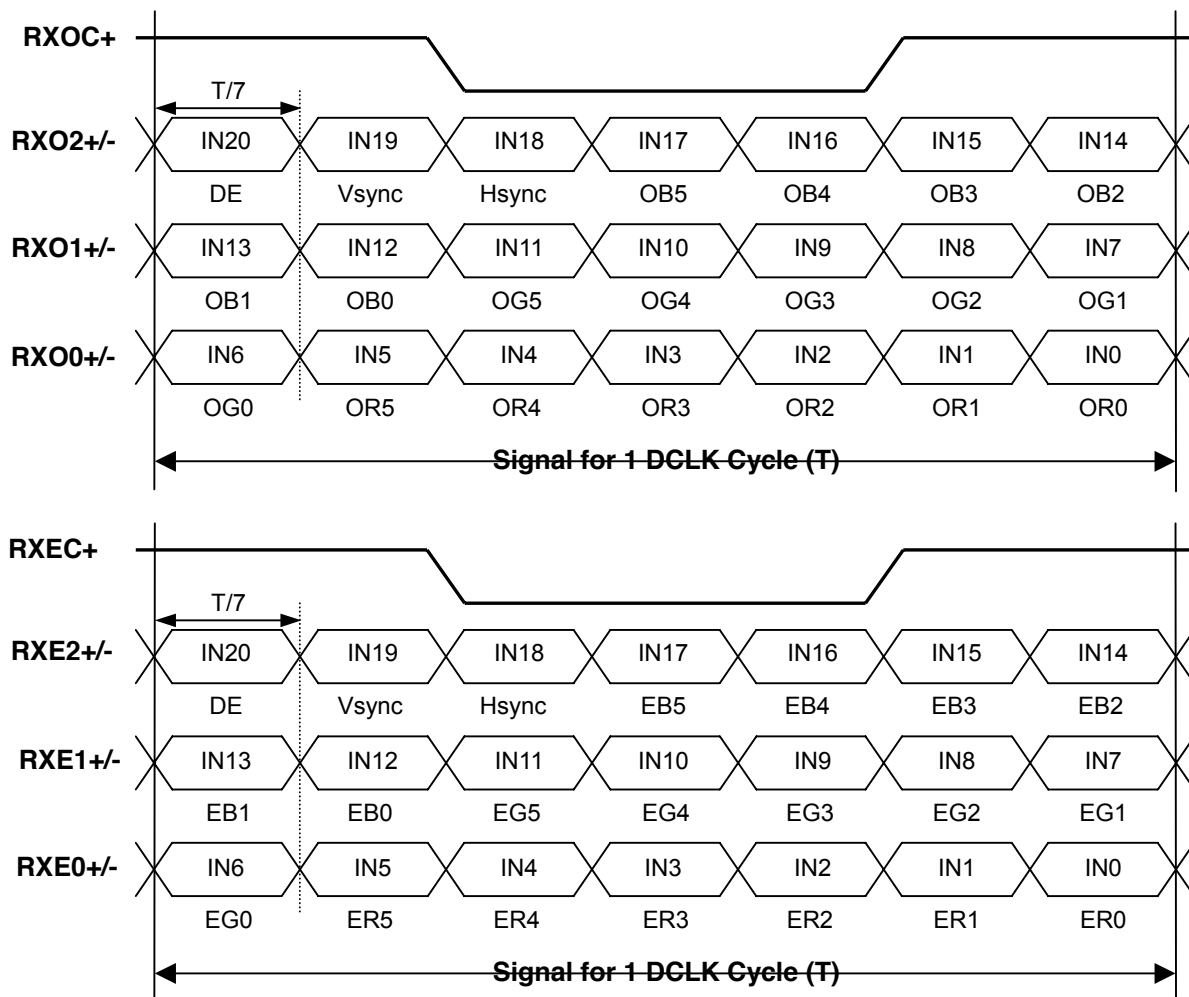 RXOC+
T/7
RXO2+/- IN20 IN19 IN18 IN17 IN16 IN15 IN14
DE Vsync Hsync OB5 OB4 OB3 OB2
RXO1+/- IN13 IN12 IN11 IN10 IN9 IN8 IN7
OB1 OB0 OG5 OG4 OG3 OG2 OG1
RXO0+/- IN6 IN5 IN4 IN3 IN2 IN1 IN0
OG0 OR5 OR4 OR3 OR2 OR1 OR0
Signal for 1 DCLK Cycle (T)
RXEC+
T/7
RXE2+/- IN20 IN19 IN18 IN17 IN16 IN15 IN14
DE Vsync Hsync EB5 EB4 EB3 EB2
RXE1+/- IN13 IN12 IN11 IN10 IN9 IN8 IN7
EB1 EB0 EG5 EG4 EG3 EG2 EG1
RXE0+/- IN6 IN5 IN4 IN3 IN2 IN1 IN0
EG0 ER5 ER4 ER3 ER2 ER1 ER0
Signal for 1 DCLK Cycle (T)